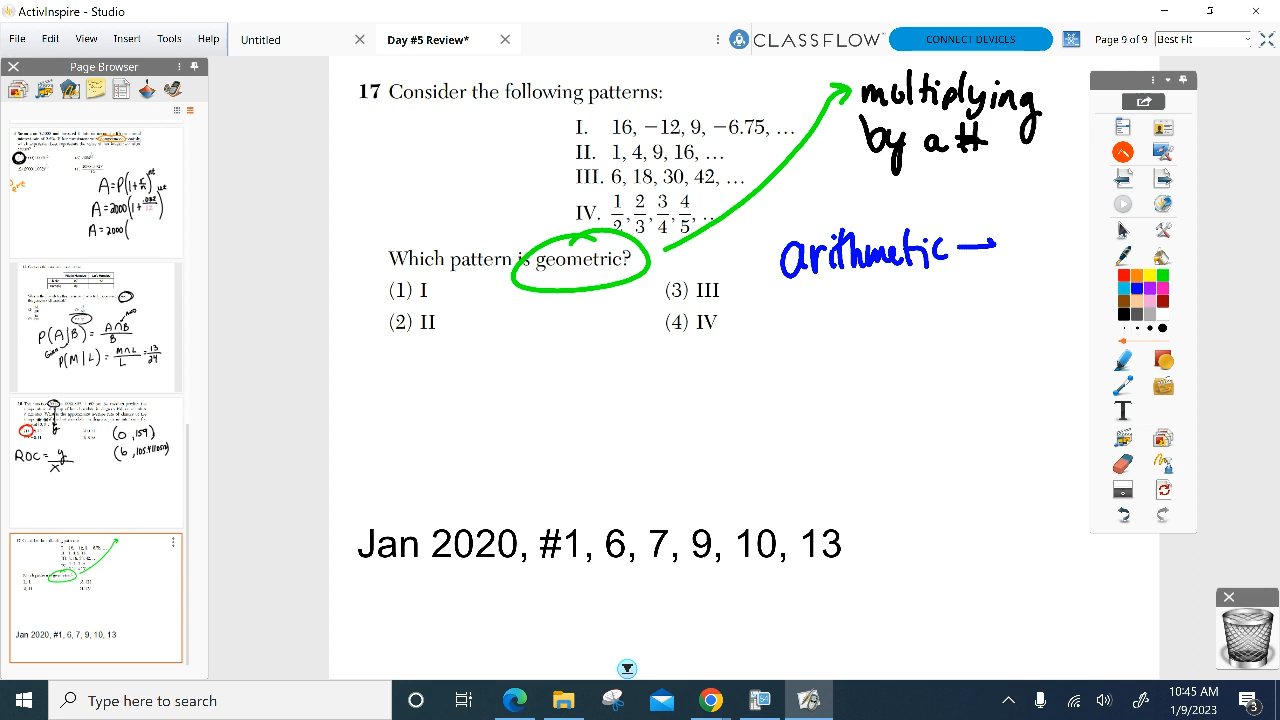 ActivInspire - Studio
File Edit View Insert Tools Help
Untitled
Day #5 Review*
CLASSFLOW
CONNECT DEVICES
Page 9 of 9
Best Fit
Page Browser
A=P(1+
A=2000(1+
A=2000(
P(A|B) = A∩B
B
P(M|L) = M∩L = 13
L 24
(0, 159)
ROC = y
x
Jan 2020, #1, 6, 7, 9, 10, 13
17 Consider the following patterns:
I. 16, −12, 9, −6.75, …
II. 1, 4, 9, 16, …
III. 6, 18, 30, 42, …
IV. 1/2, 2/3, 3/4, 4/5, …
Which pattern is geometric?
(1) I (3) III
(2) II (4) IV
multiplying
by a #
arithmetic →
Jan 2020, #1, 6, 7, 9, 10, 13
Type here to search
10:45 AM
1/9/2023
3